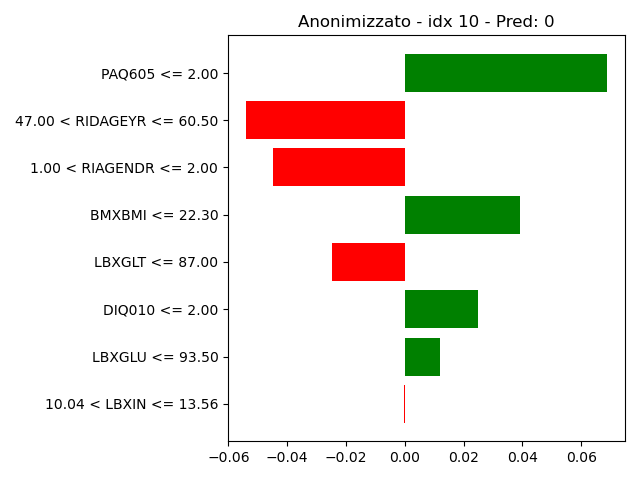 Anonimizzato - idx 10 - Pred: 0
PAQ605 <= 2.00
47.00 < RIDAGEYR <= 60.50
1.00 < RIAGENDR <= 2.00
BMXBMI <= 22.30
LBXGLT <= 87.00
DIQ010 <= 2.00
LBXGLU <= 93.50
10.04 < LBXIN <= 13.56
−0.06 −0.04 −0.02 0.00 0.02 0.04 0.06